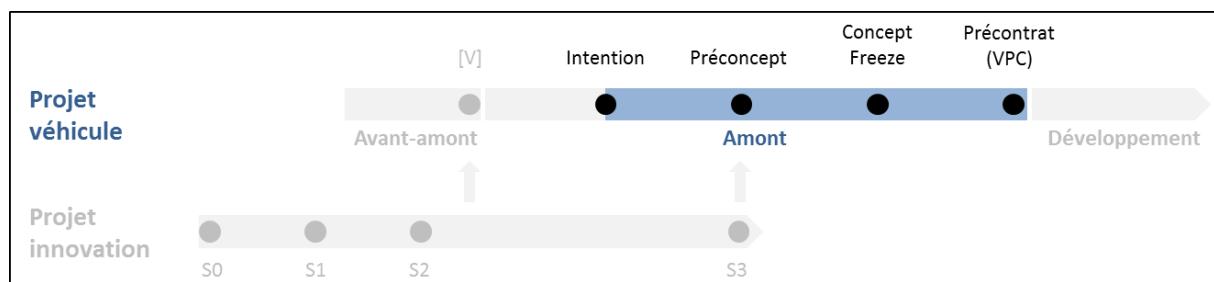 Concept Précontrat
[V] Intention Préconcept Freeze (VPC)
Projet
véhicule
Avant-amont Amont Développement
Projet
innovation
S0 S1 S2 S3